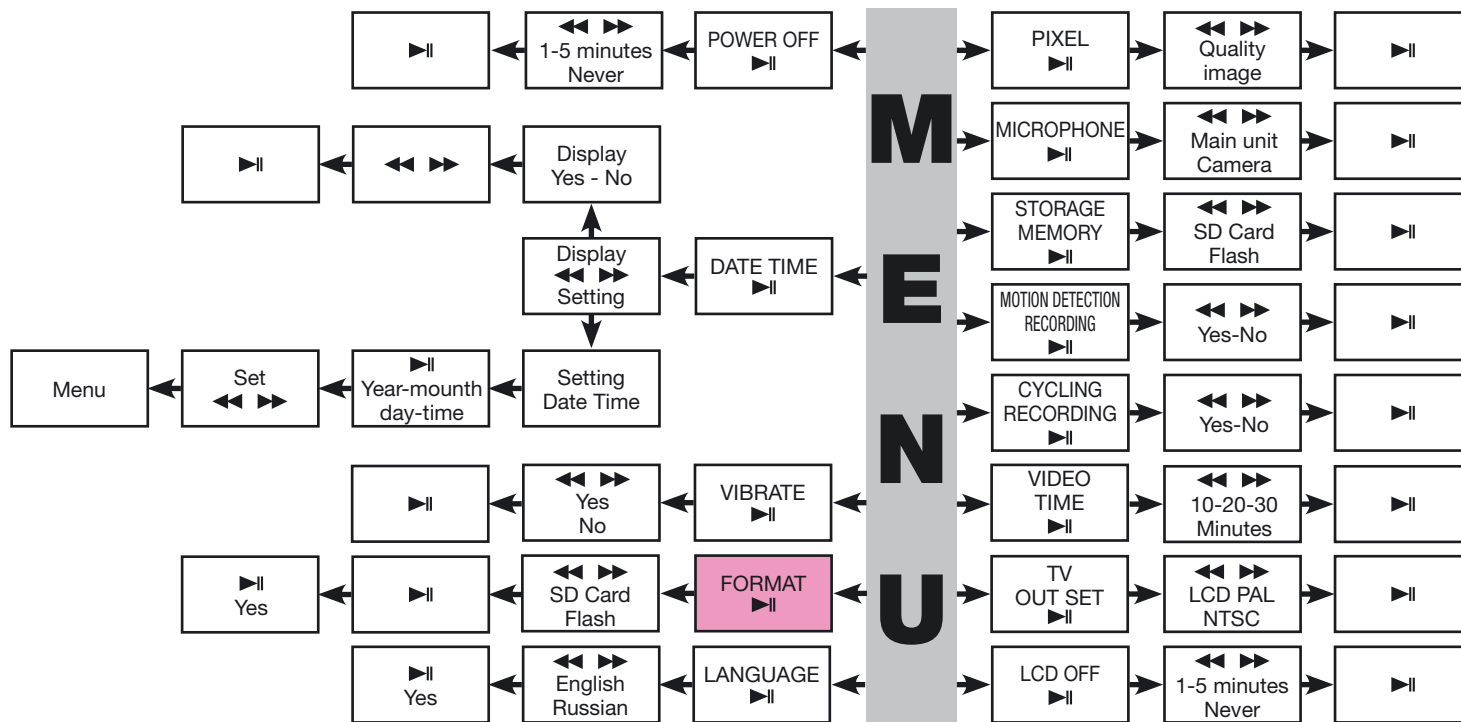 POWER OFF
1-5 minutes
Never
Display
Yes - No
DATE TIME
Display
Setting
Setting
Date Time
Year-mounth
day-time
Set
Menu
VIBRATE
Yes
No
FORMAT
SD Card
Flash
Yes
LANGUAGE
English
Russian
Yes
M
E
N
U
PIXEL
Quality
image
MICROPHONE
Main unit
Camera
STORAGE
MEMORY
SD Card
Flash
MOTION DETECTION
RECORDING
Yes-No
CYCLING
RECORDING
Yes-No
VIDEO
TIME
10-20-30
Minutes
TV
OUT SET
LCD PAL
NTSC
LCD OFF
1-5 minutes
Never